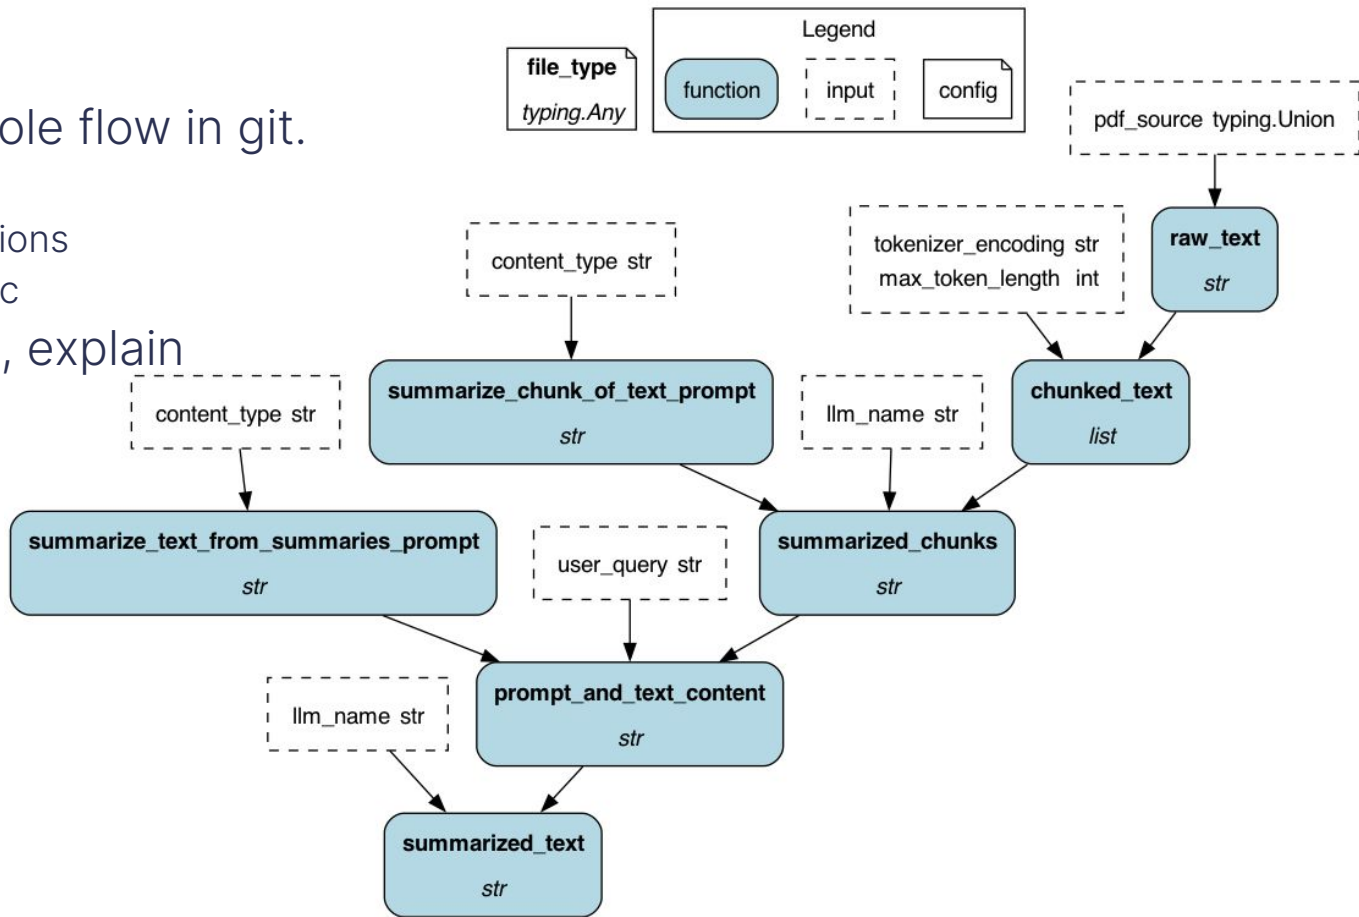 ole flow in git.
ions
c
, explain
Legend
file_type
typing.Any
function
input
config
pdf_source typing.Union
raw_text
str
tokenizer_encoding str
max_token_length int
content_type str
summarize_chunk_of_text_prompt
str
llm_name str
chunked_text
list
content_type str
summarize_text_from_summaries_prompt
str
user_query str
summarized_chunks
str
llm_name str
prompt_and_text_content
str
summarized_text
str